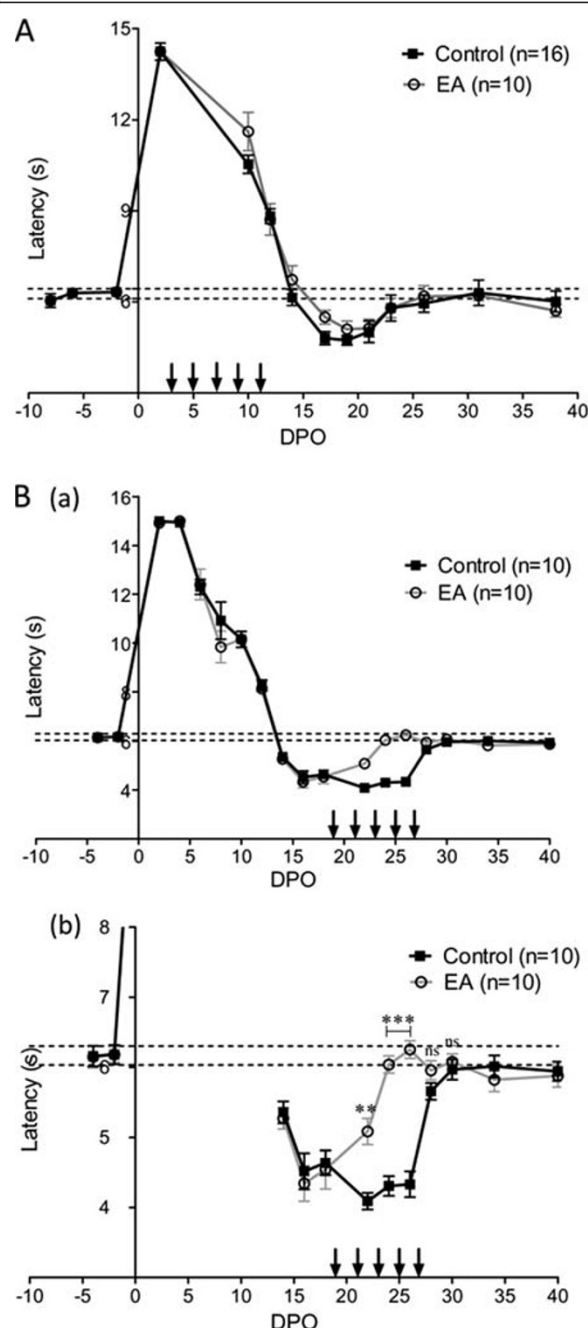 A
15
12
9
6
Latency (s)
Control (n=16)
EA (n=10)
-10 -5 0 5 10 15 20 25 30 35 40
DPO
B (a)
16
14
12
10
8
6
4
Latency (s)
Control (n=10)
EA (n=10)
-10 -5 0 5 10 15 20 25 30 35 40
DPO
(b)
8
7
6
5
4
Latency (s)
Control (n=10)
EA (n=10)
***
ns ns
**
-10 -5 0 5 10 15 20 25 30 35 40
DPO